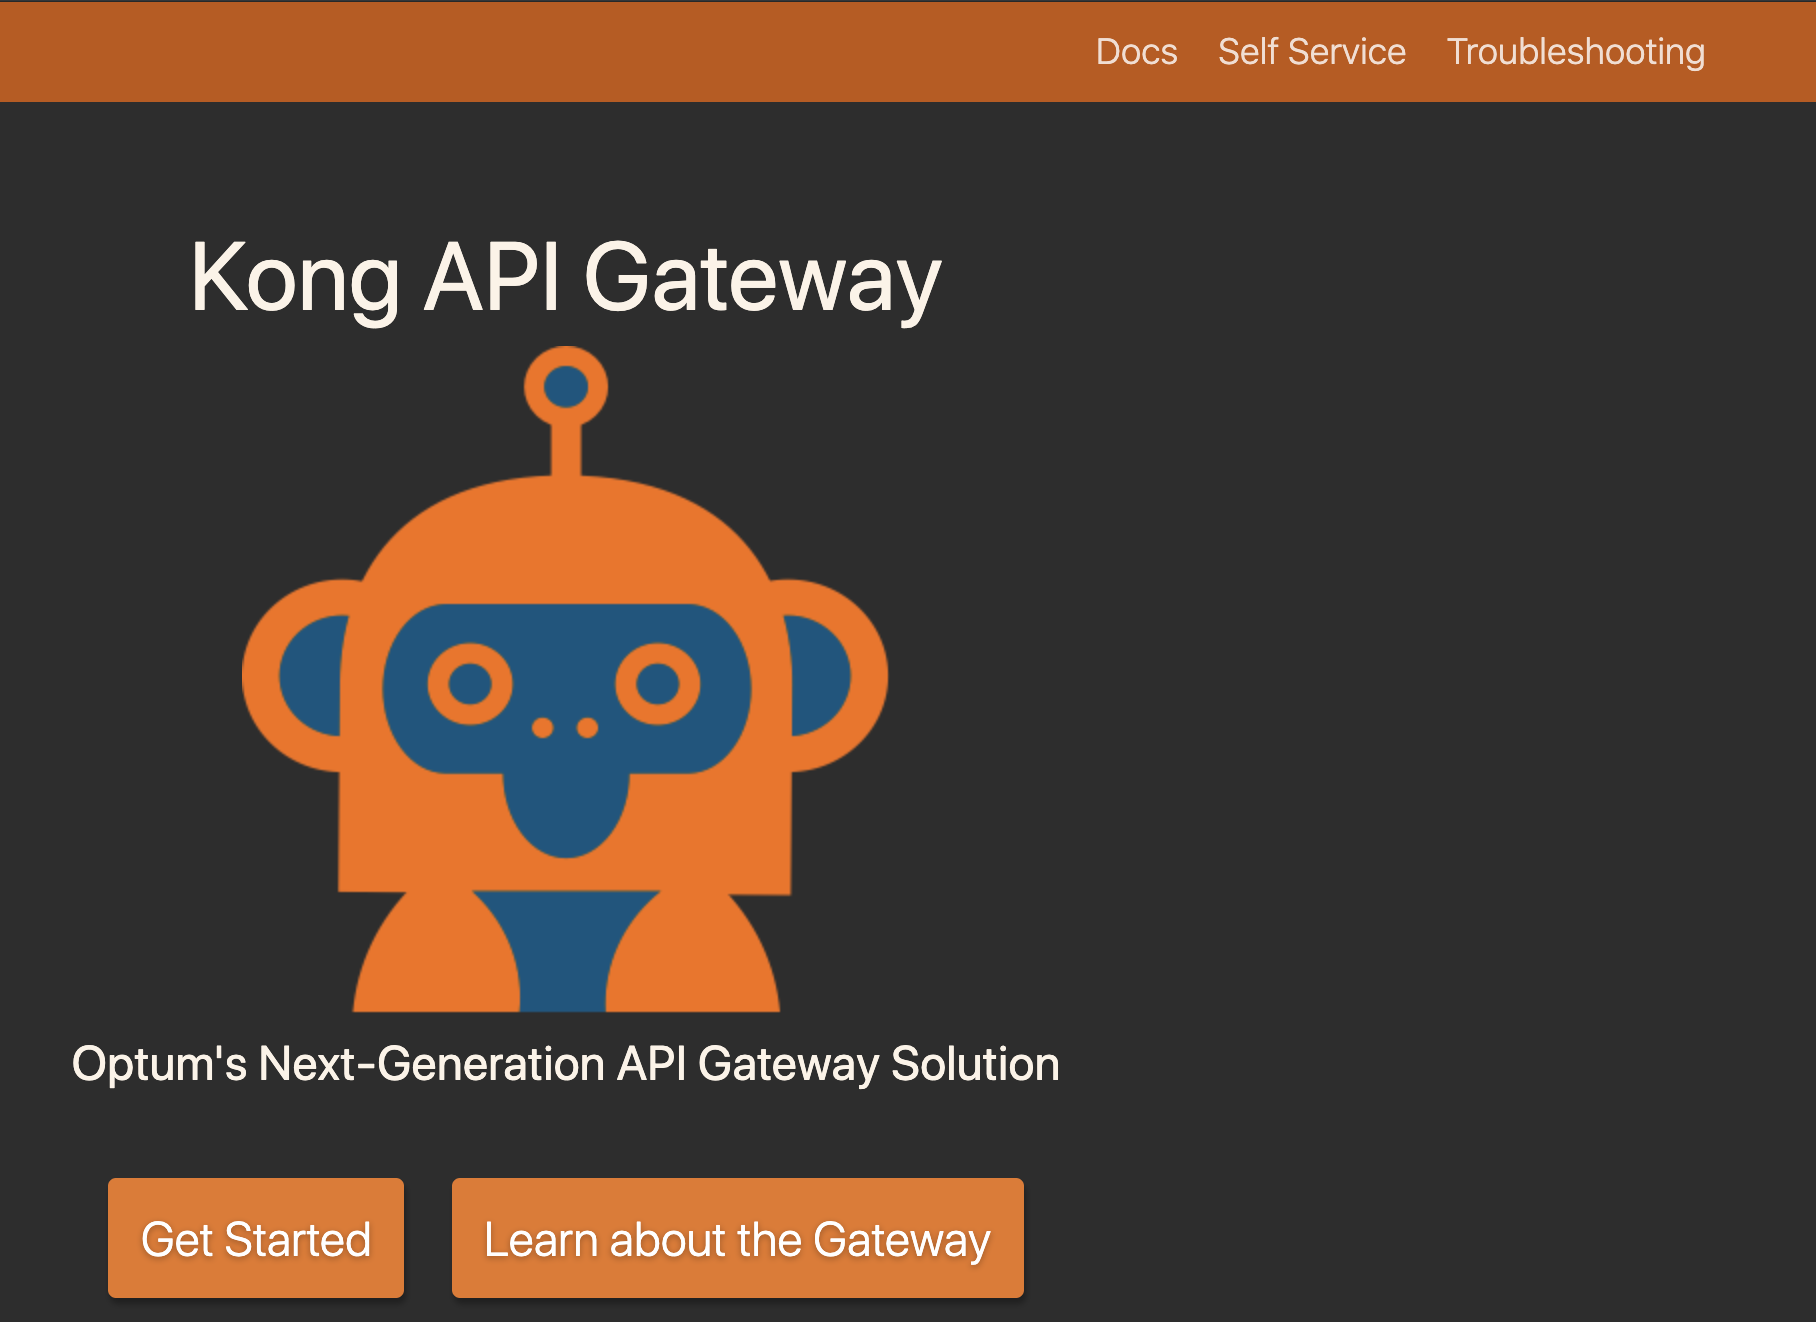 Docs Self Service Troubleshooting
Kong API Gateway
Optum's Next-Generation API Gateway Solution
Get Started Learn about the Gateway